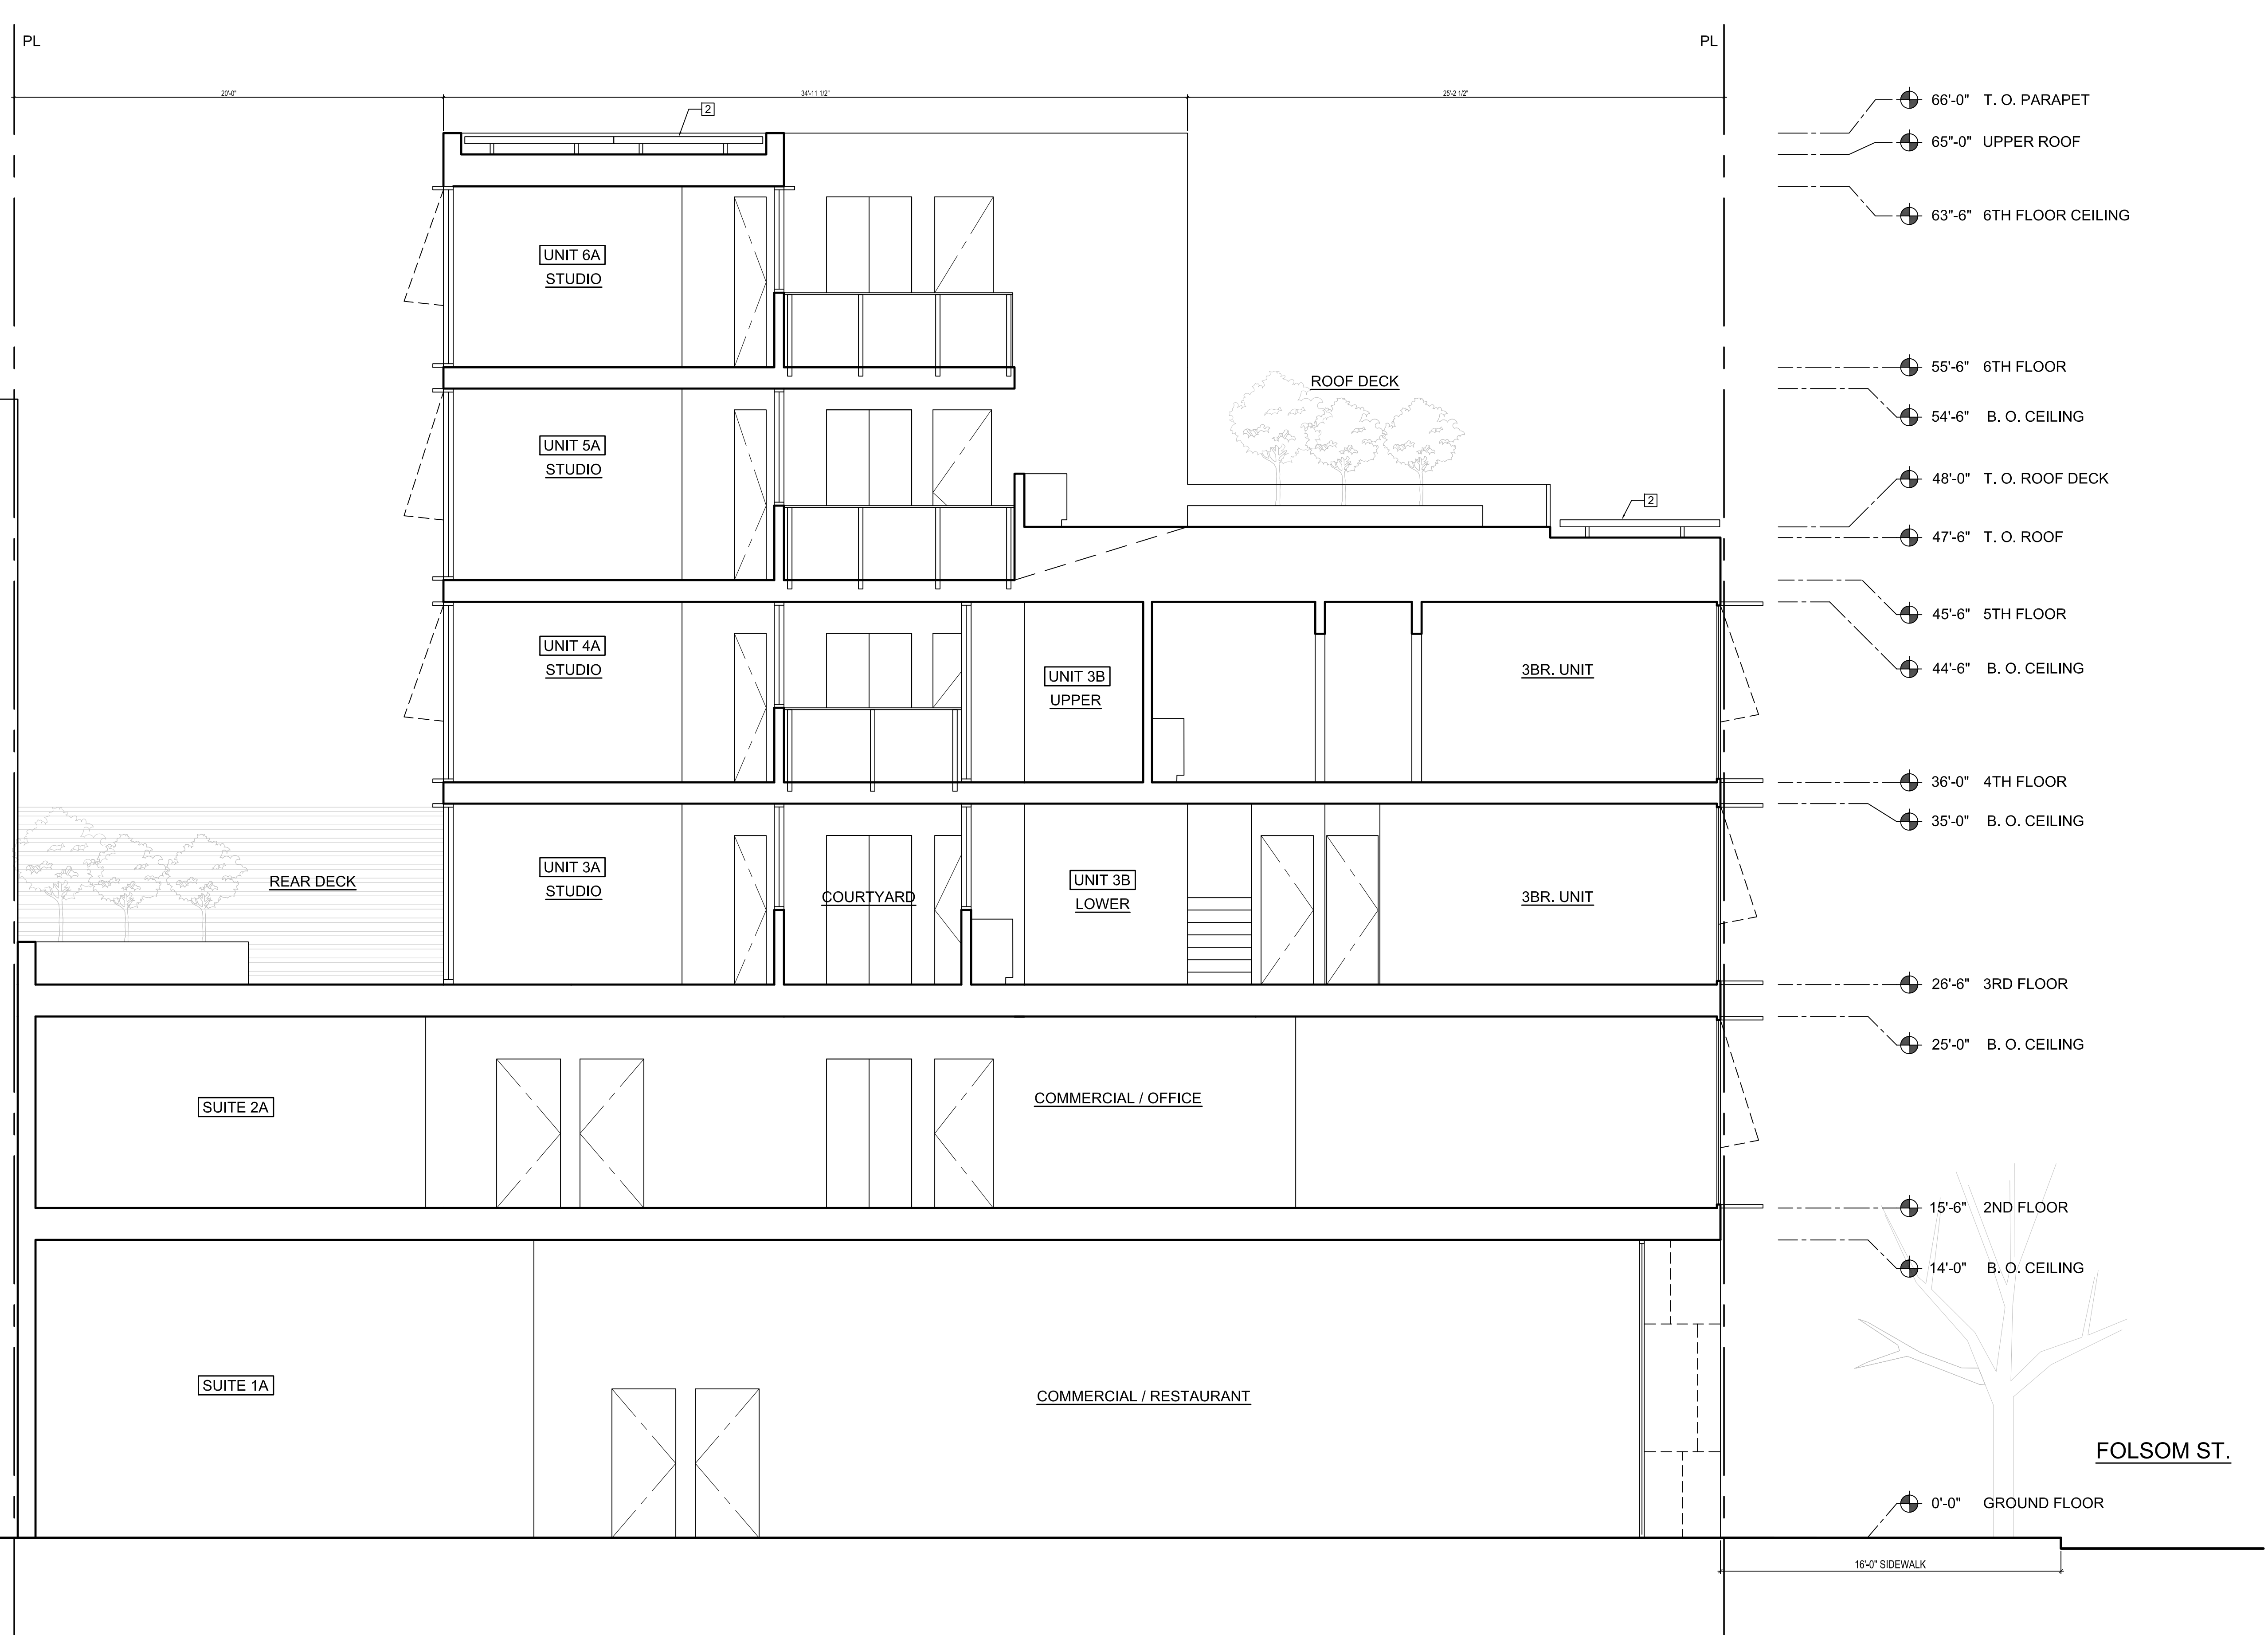 PL
PL
20'-0"
34'-11 1/2"
25'-2 1/2"
2
66'-0" T. O. PARAPET
65"-0" UPPER ROOF
63"-6" 6TH FLOOR CEILING
UNIT 6A
STUDIO
55'-6" 6TH FLOOR
ROOF DECK
54'-6" B. O. CEILING
UNIT 5A
STUDIO
48'-0" T. O. ROOF DECK
2
47'-6" T. O. ROOF
45'-6" 5TH FLOOR
UNIT 4A
STUDIO
UNIT 3B
UPPER
3BR. UNIT
44'-6" B. O. CEILING
36'-0" 4TH FLOOR
35'-0" B. O. CEILING
REAR DECK
UNIT 3A
STUDIO
COURTYARD
UNIT 3B
LOWER
3BR. UNIT
26'-6" 3RD FLOOR
25'-0" B. O. CEILING
SUITE 2A
COMMERCIAL / OFFICE
15'-6" 2ND FLOOR
14'-0" B. O. CEILING
SUITE 1A
COMMERCIAL / RESTAURANT
FOLSOM ST.
0'-0" GROUND FLOOR
16'-0" SIDEWALK